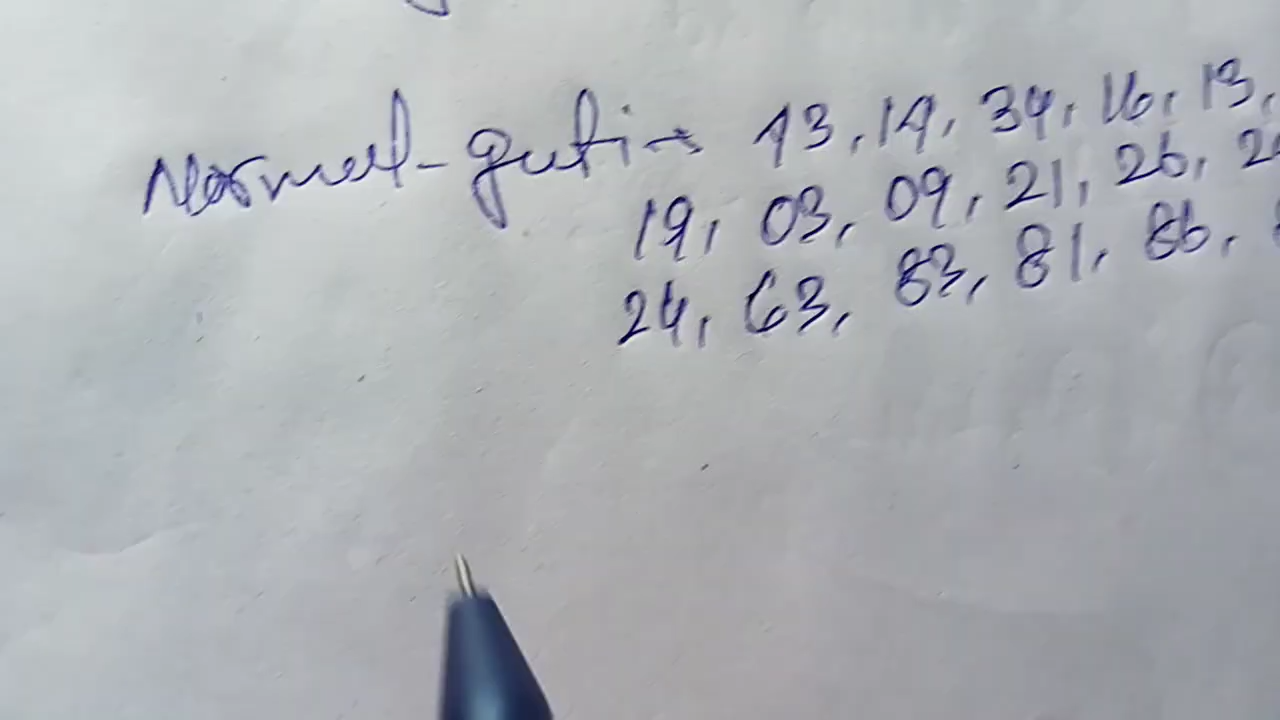 Normal-guti → 13, 14, 34, 16, 13,
19, 03, 09, 21, 26,
24, 63, 83, 81, 86,